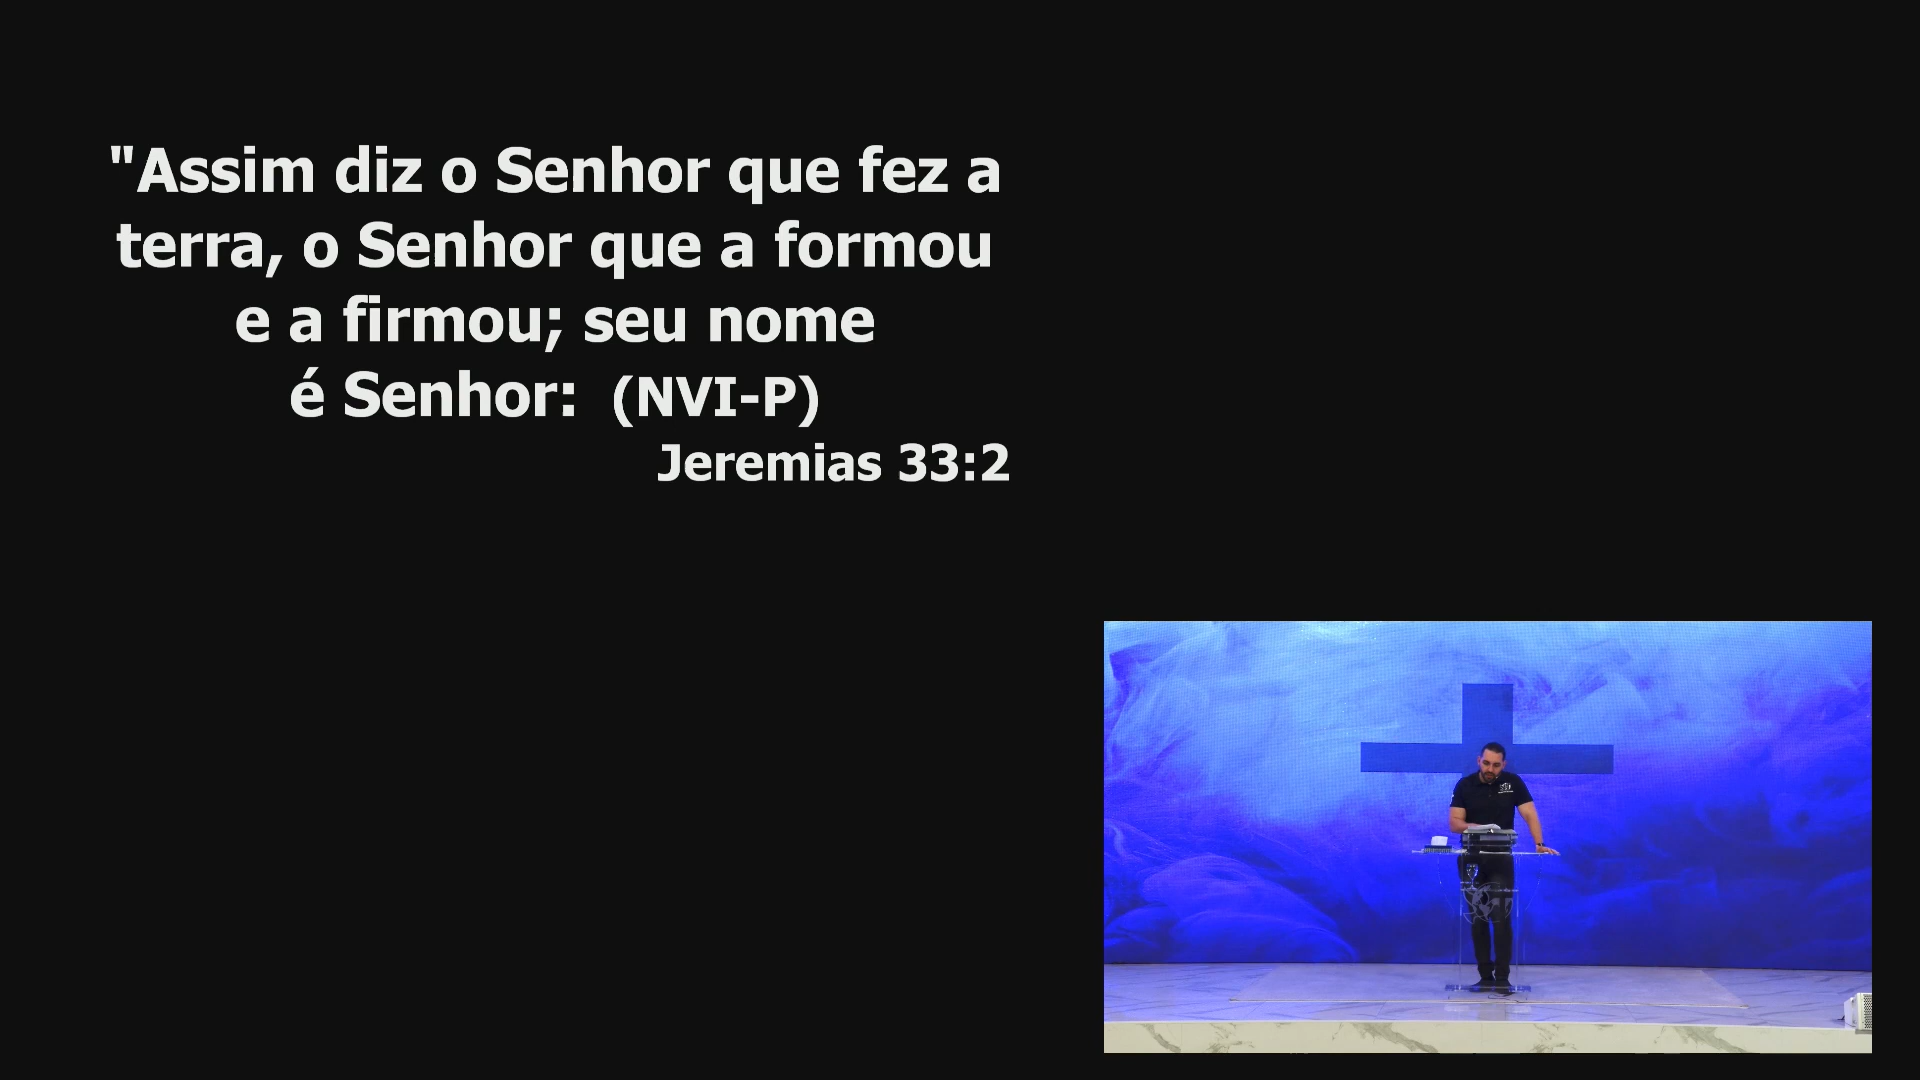 "Assim diz o Senhor que fez a
terra, o Senhor que a formou
e a firmou; seu nome
é Senhor:  (NVI-P)
Jeremias 33:2